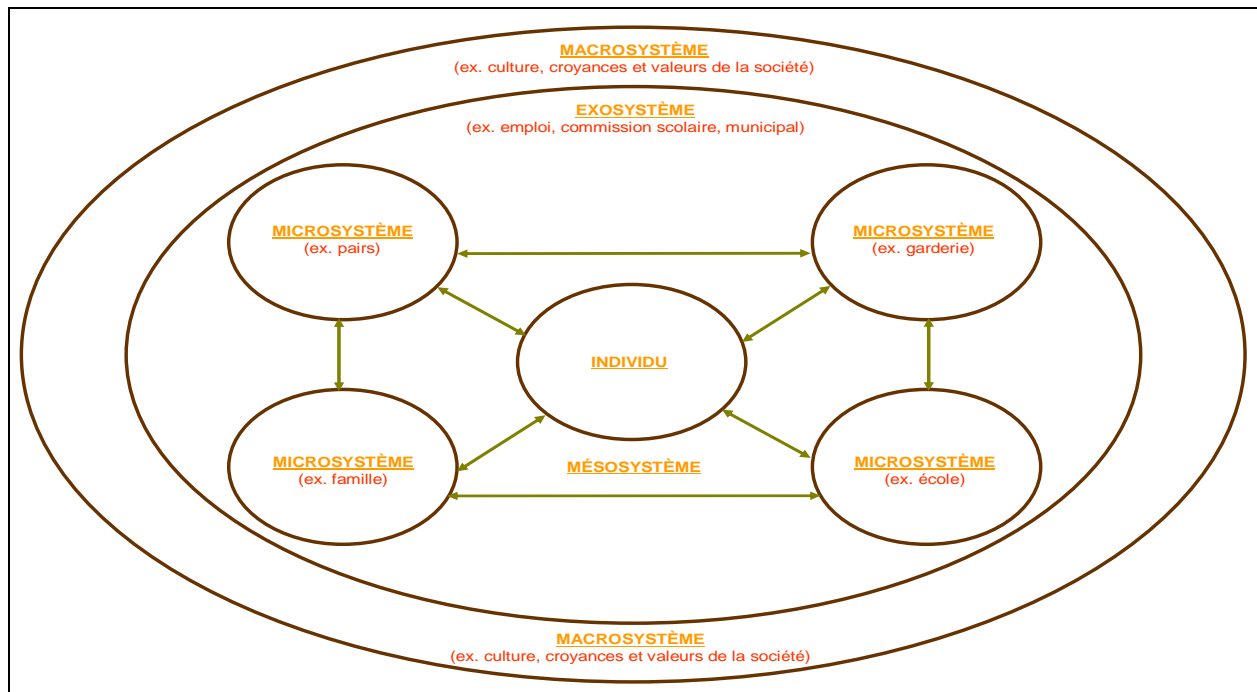 MACROSYSTÈME
(ex. culture, croyances et valeurs de la société)
EXOSYSTÈME
(ex. emploi, commission scolaire, municipal)
MICROSYSTÈME
(ex. pairs)
MICROSYSTÈME
(ex. garderie)
INDIVIDU
MICROSYSTÈME
(ex. famille)
MÉSOSYSTÈME
MICROSYSTÈME
(ex. école)
MACROSYSTÈME
(ex. culture, croyances et valeurs de la société)